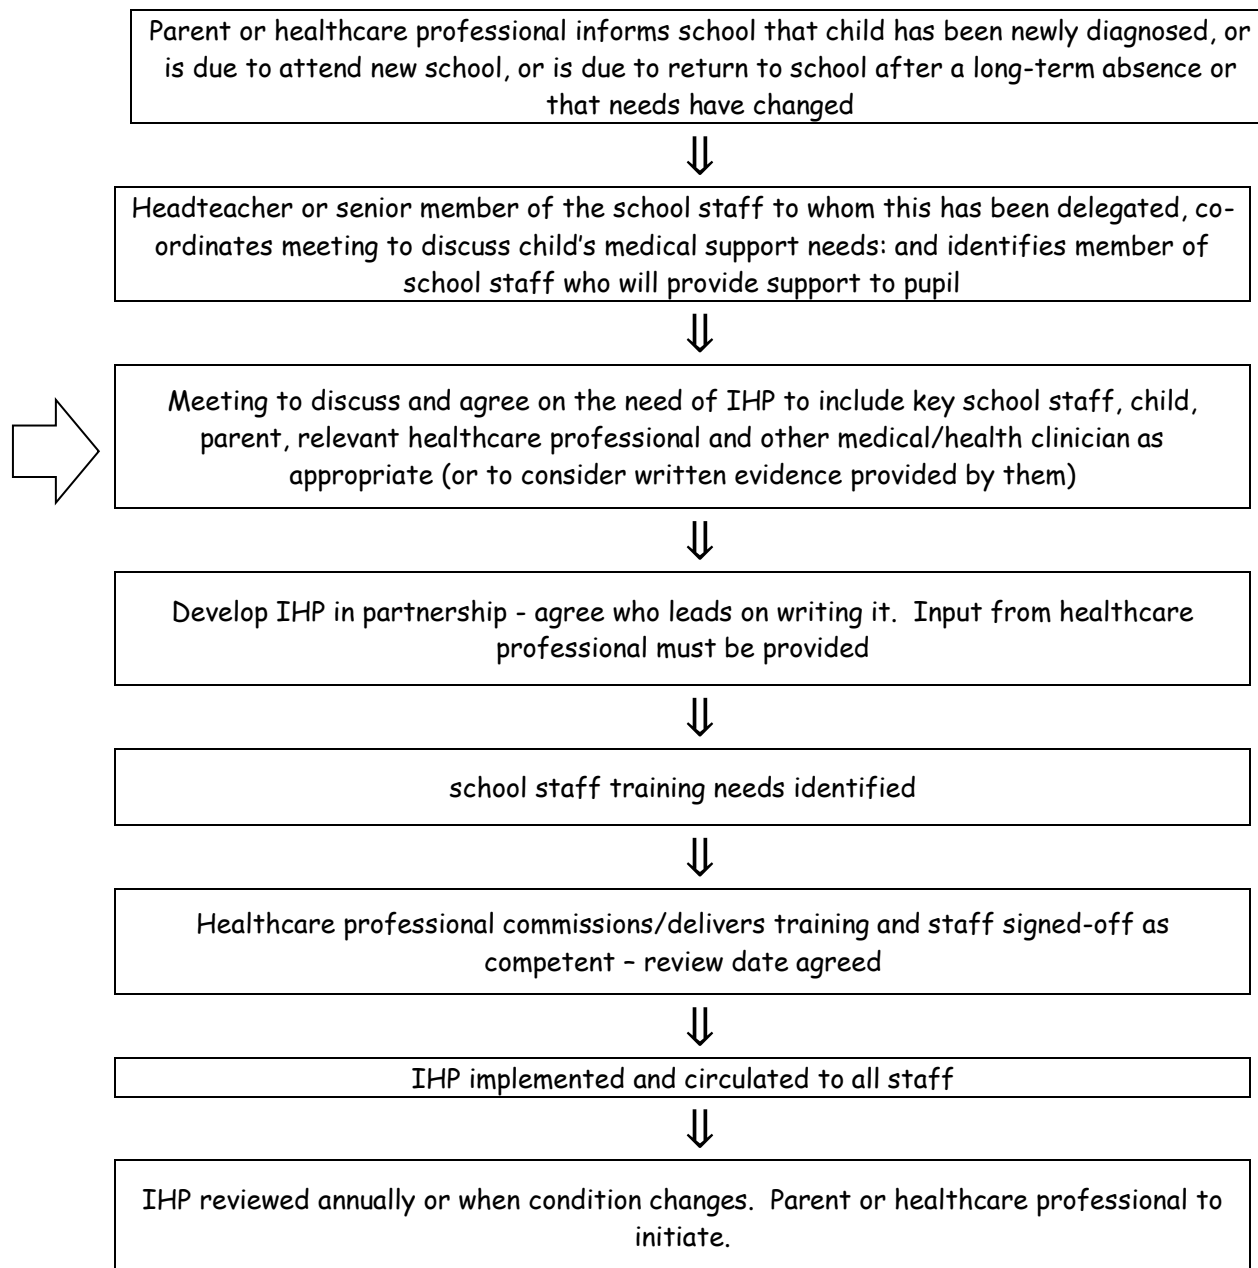 Parent or healthcare professional informs school that child has been newly diagnosed, or
is due to attend new school, or is due to return to school after a long-term absence or
that needs have changed
⇓
Headteacher or senior member of the school staff to whom this has been delegated, co-
ordinates meeting to discuss child's medical support needs: and identifies member of
school staff who will provide support to pupil
⇓
Meeting to discuss and agree on the need of IHP to include key school staff, child,
parent, relevant healthcare professional and other medical/health clinician as
appropriate (or to consider written evidence provided by them)
⇓
Develop IHP in partnership - agree who leads on writing it. Input from healthcare
professional must be provided
⇓
school staff training needs identified
⇓
Healthcare professional commissions/delivers training and staff signed-off as
competent – review date agreed
⇓
IHP implemented and circulated to all staff
⇓
IHP reviewed annually or when condition changes. Parent or healthcare professional to
initiate.